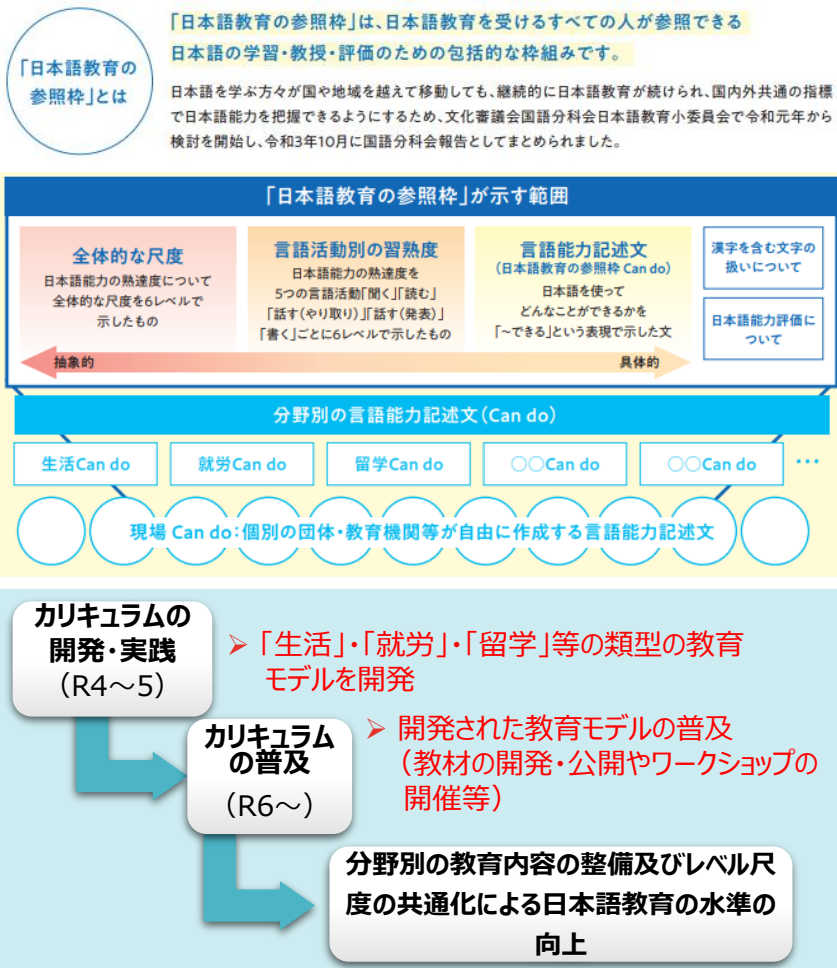 「日本語教育の
参照枠」とは
「日本語教育の参照枠」は、日本語教育を受けるすべての人が参照できる
日本語の学習・教授・評価のための包括的な枠組みです。
日本語を学ぶ方々が国や地域を越えて移動しても、継続的に日本語教育が続けられ、国内外共通の指標
で日本語能力を把握できるようにするため、文化審議会国語分科会日本語教育小委員会で令和元年から
検討を開始し、令和3年10月に国語分科会報告としてまとめられました。
「日本語教育の参照枠」が示す範囲
全体的な尺度
日本語能力の熟達度について
全体的な尺度を6レベルで
示したもの
言語活動別の習熟度
日本語能力の熟達度を
5つの言語活動「聞く」「読む」
「話す(やり取り)」「話す(発表)」
「書く」ごとに6レベルで示したもの
言語能力記述文
(日本語教育の参照枠 Can do)
日本語を使って
どんなことができるかを
「~できる」という表現で示した文
漢字を含む文字の
扱いについて
日本語能力評価に
ついて
抽象的
具体的
分野別の言語能力記述文(Can do)
生活Can do
就労Can do
留学Can do
○○Can do
○○Can do
…
現場 Can do:個別の団体・教育機関等が自由に作成する言語能力記述文
カリキュラムの
開発・実践
(R4~5)
➢「生活」・「就労」・「留学」等の類型の教育
モデルを開発
カリキュラム
の普及
(R6~)
➢ 開発された教育モデルの普及
(教材の開発・公開やワークショップの
開催等)
分野別の教育内容の整備及びレベル尺
度の共通化による日本語教育の水準の
向上